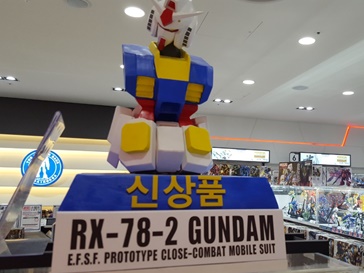 신상품
RX-78-2 GUNDAM
E.F.S.F. PROTOTYPE CLOSE-COMBAT MOBILE SUIT